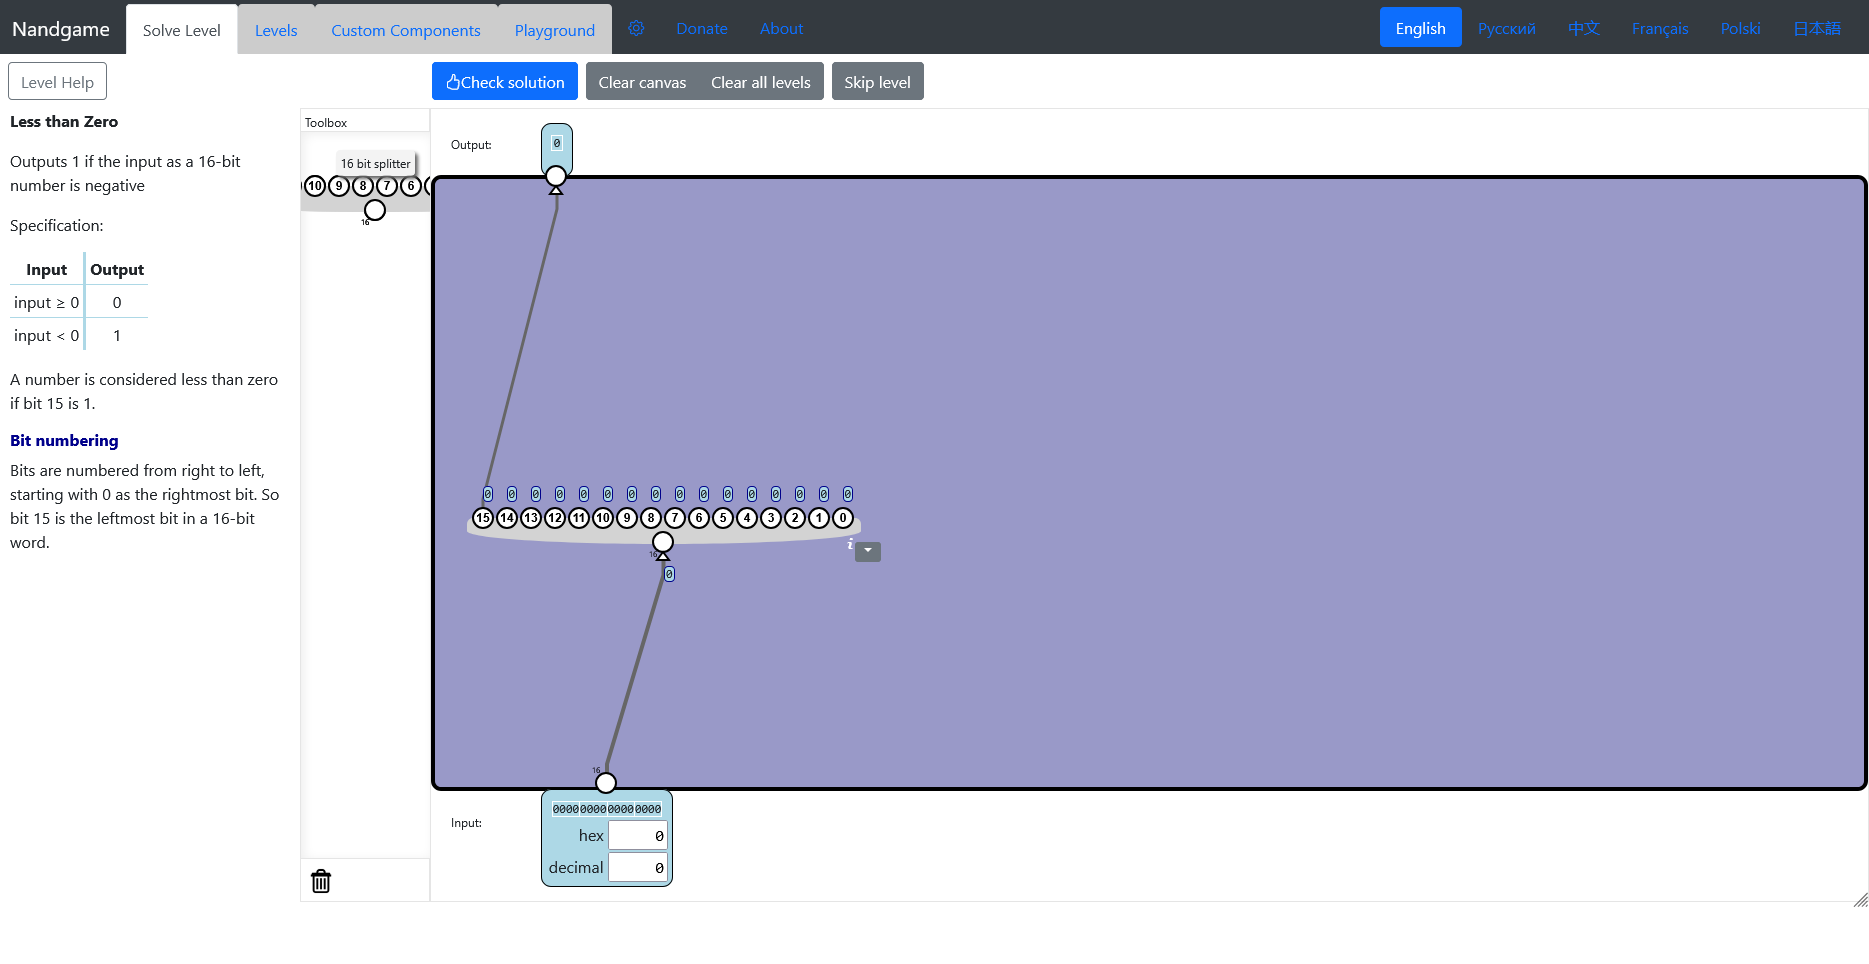 Nandgame
Solve Level
Levels
Custom Components
Playground
Donate
About
English
Русский
中文
Français
Polski
日本語
Level Help
Check solution
Clear canvas
Clear all levels
Skip level
Less than Zero
Outputs 1 if the input as a 16-bit
number is negative
Specification:
Input Output
input ≥ 0 0
input < 0 1
A number is considered less than zero
if bit 15 is 1.
Bit numbering
Bits are numbered from right to left,
starting with 0 as the rightmost bit. So
bit 15 is the leftmost bit in a 16-bit
word.
Toolbox
16 bit splitter
10 9 8 7 6
16
Output:
0
0 0 0 0 0 0 0 0 0 0 0 0 0 0 0 0
15 14 13 12 11 10 9 8 7 6 5 4 3 2 1 0
i
16
0
16
Input:
0000000000000000
hex 0
decimal 0